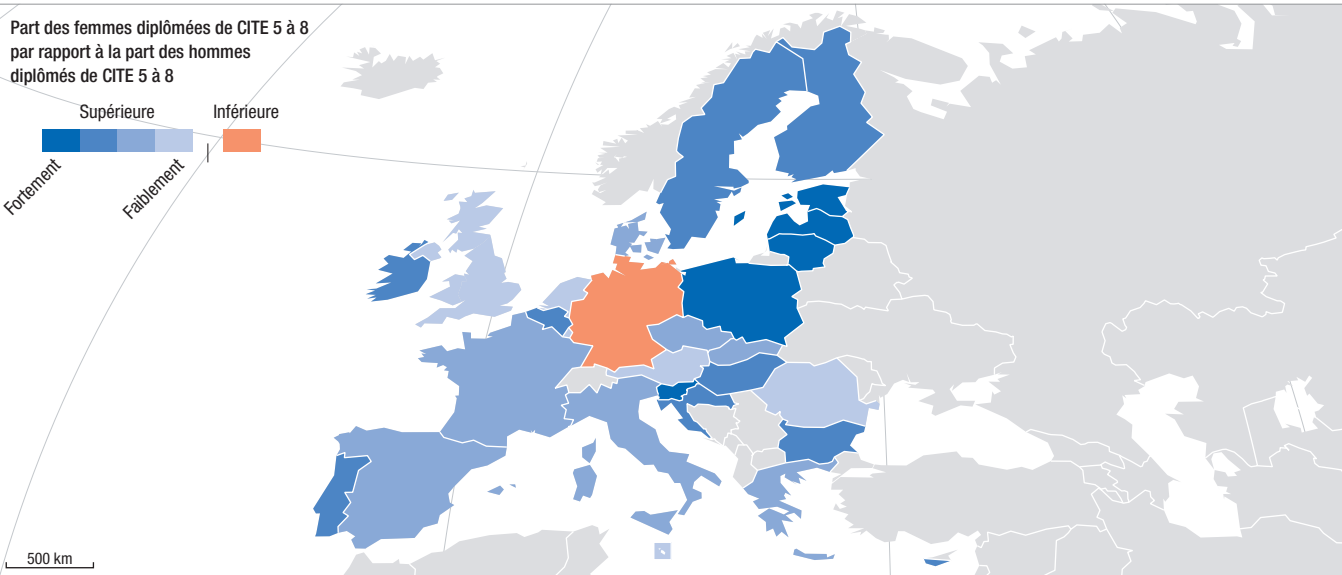 Part des femmes diplômées de CITE 5 à 8
par rapport à la part des hommes
diplômés de CITE 5 à 8
Supérieure
Inférieure
Fortement
Faiblement
500 km